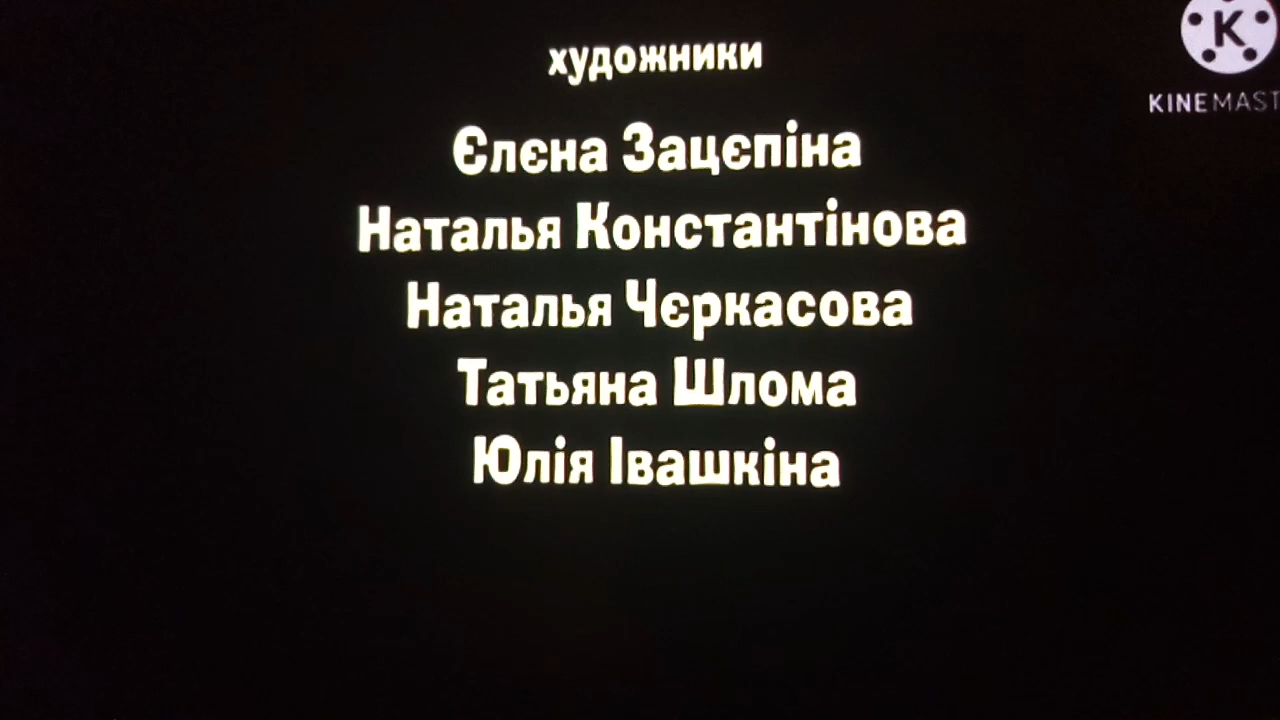 художники
Єлєна Зацєпіна
Наталья Константінова
Наталья Чєркасова
Татьяна Шлома
Юлія Івашкіна
K
KINEMAST